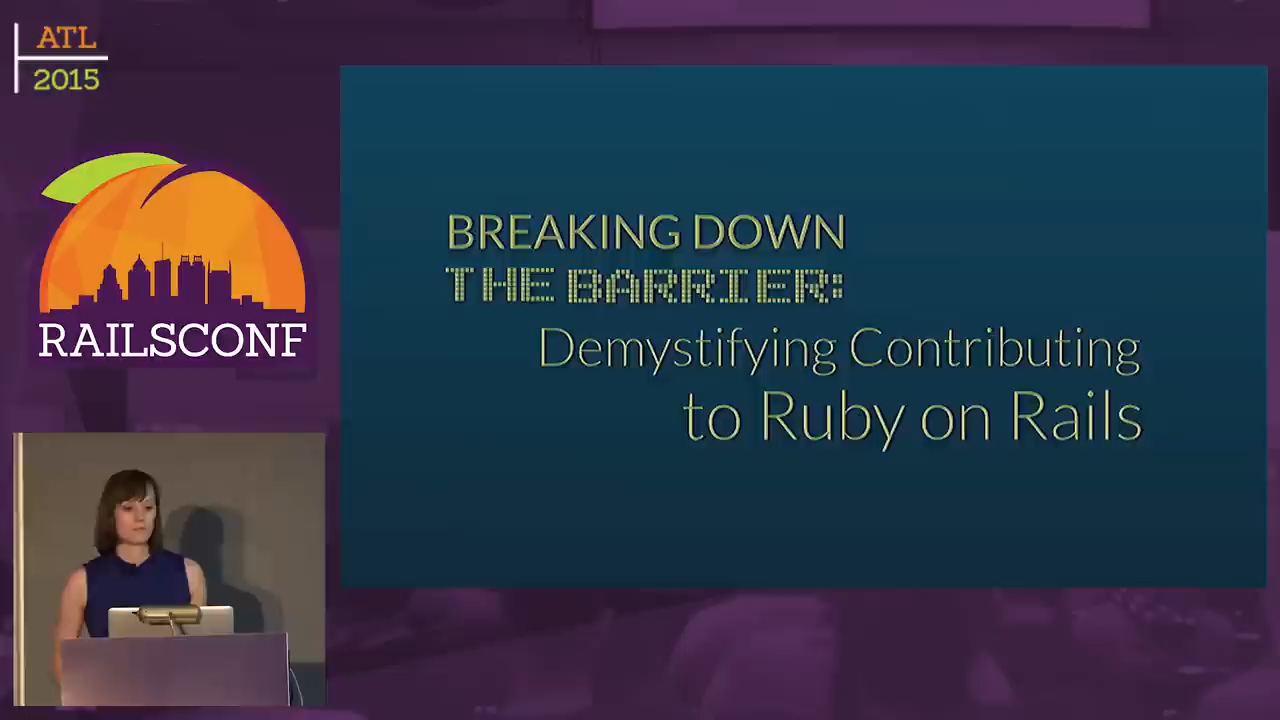 ATL
2015
RAILSCONF
BREAKING DOWN
THE BARRIER:
Demystifying Contributing
to Ruby on Rails